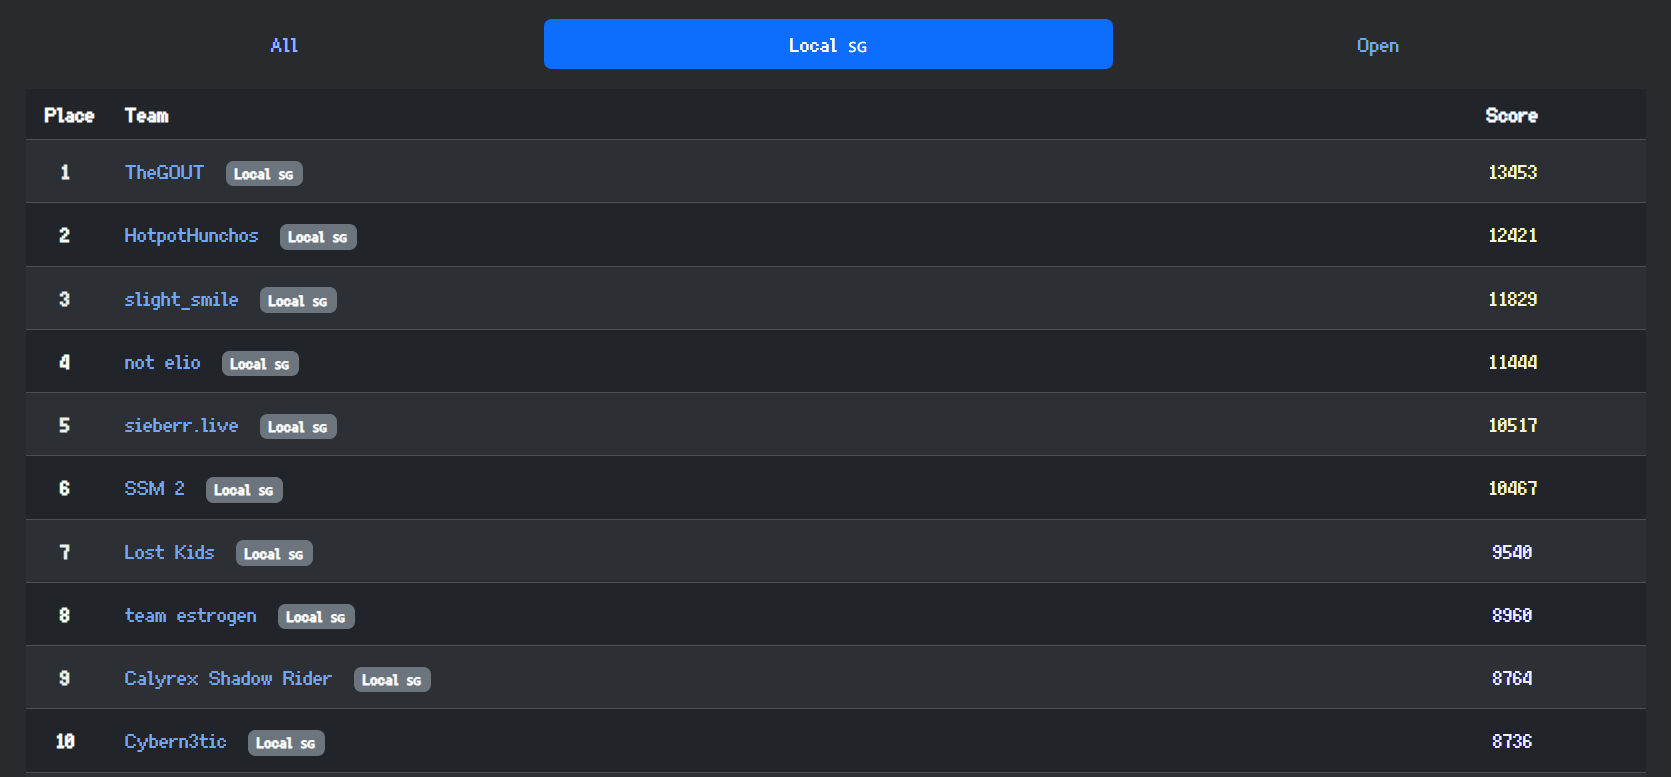 All Local SG Open
Place Team Score
1 TheGOUT Local SG 13453
2 HotpotHunchos Local SG 12421
3 slight_smile Local SG 11829
4 not elio Local SG 11444
5 sieberr.live Local SG 10517
6 SSM 2 Local SG 10467
7 Lost Kids Local SG 9540
8 team estrogen Local SG 8960
9 Calyrex Shadow Rider Local SG 8764
10 Cybern3tic Local SG 8736